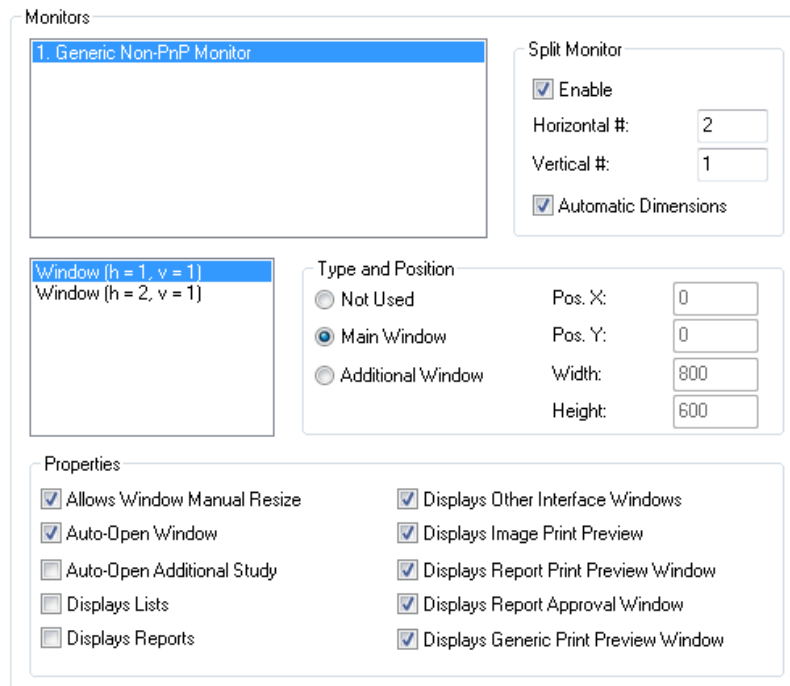 Monitors
1. Generic Non-PnP Monitor
Split Monitor
Enable
Horizontal #: 2
Vertical #: 1
Automatic Dimensions
Window (h = 1, v = 1)
Window (h = 2, v = 1)
Type and Position
Not Used
Main Window
Additional Window
Pos. X: 0
Pos. Y: 0
Width: 800
Height: 600
Properties
Allows Window Manual Resize
Auto-Open Window
Auto-Open Additional Study
Displays Lists
Displays Reports
Displays Other Interface Windows
Displays Image Print Preview
Displays Report Print Preview Window
Displays Report Approval Window
Displays Generic Print Preview Window